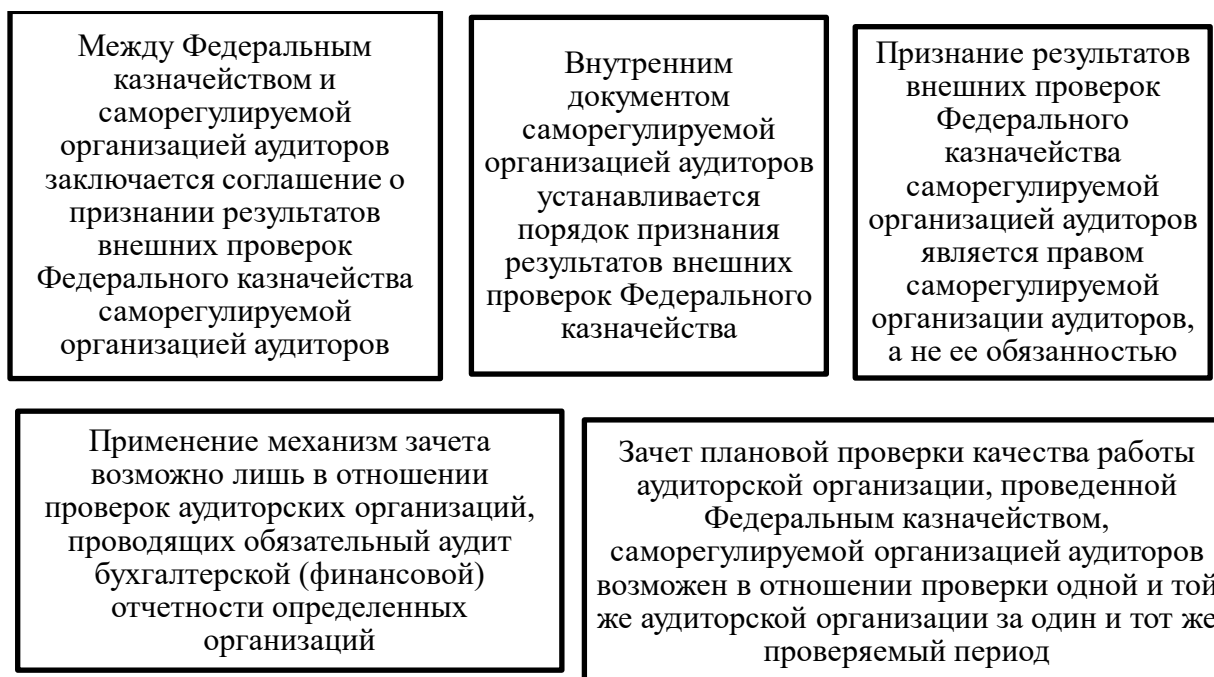 Между Федеральным
казначейством и
саморегулируемой
организацией аудиторов
заключается соглашение о
признании результатов
внешних проверок
Федерального казначейства
саморегулируемой
организацией аудиторов
Внутренним
документом
саморегулируемой
организацией аудиторов
устанавливается
порядок признания
результатов внешних
проверок Федерального
казначейства
Признание результатов
внешних проверок
Федерального
казначейства
саморегулируемой
организацией аудиторов
является правом
саморегулируемой
организации аудиторов,
а не ее обязанностью
Применение механизм зачета
возможно лишь в отношении
проверок аудиторских организаций,
проводящих обязательный аудит
бухгалтерской (финансовой)
отчетности определенных
организаций
Зачет плановой проверки качества работы
аудиторской организации, проведенной
Федеральным казначейством,
саморегулируемой организацией аудиторов
возможен в отношении проверки одной и той
же аудиторской организации за один и тот же
проверяемый период